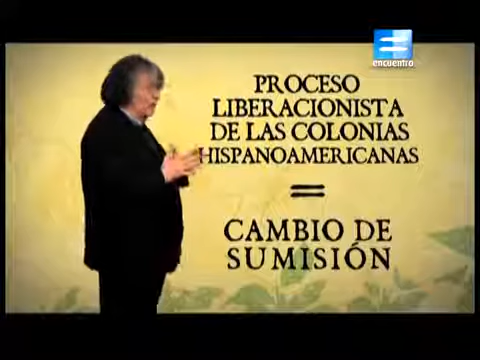 encuentro
PROCESO
LIBERACIONISTA
DE LAS COLONIAS
HISPANOAMERICANAS
=
CAMBIO DE
SUMISIÓN